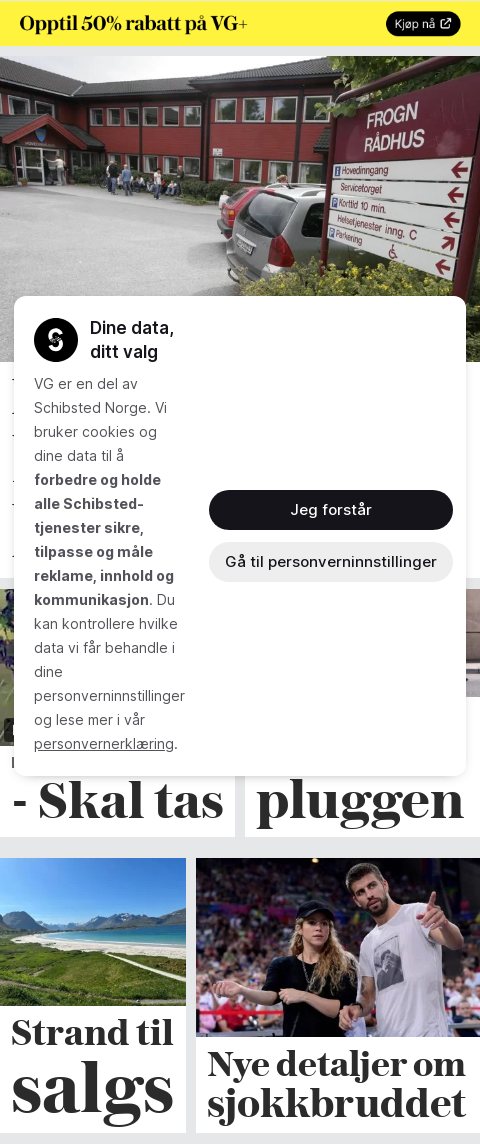 Opptil 50% rabatt på VG+
Kjøp nå
FROGN
RÅDHUS
Hovedinngang
Servicetorget
P Korttid 10 min.
Helsetjenester inng. C
P Parkering
Dine data,
ditt valg
VG er en del av
Schibsted Norge. Vi
bruker cookies og
dine data til å
forbedre og holde
alle Schibsted-
tjenester sikre,
tilpasse og måle
reklame, innhold og
kommunikasjon. Du
kan kontrollere hvilke
data vi får behandle i
dine
personverninnstillinger
og lese mer i vår
personvernerklæring.
Jeg forstår
Gå til personverninnstillinger
- Skal tas
pluggen
Strand til
salgs
Nye detaljer om
sjokkbruddet